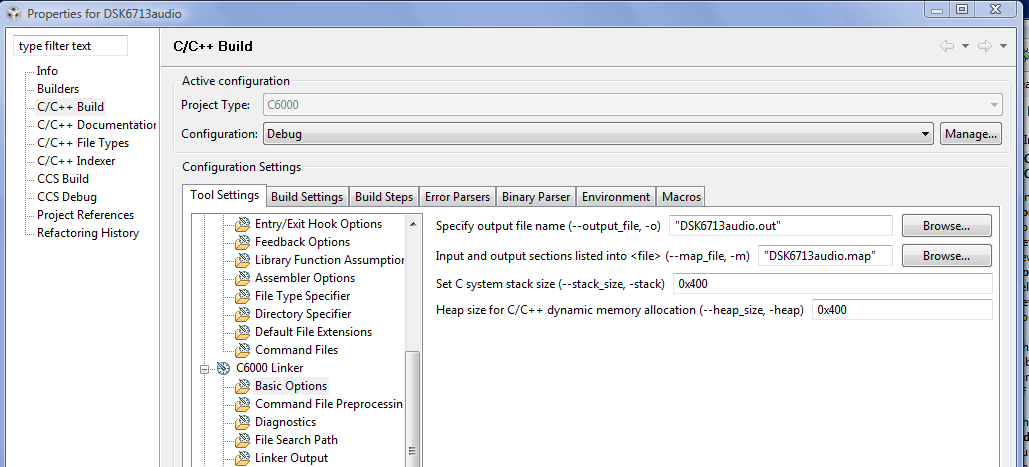 Properties for DSK6713audio
type filter text
Info
Builders
C/C++ Build
C/C++ Documentation
C/C++ File Types
C/C++ Indexer
CCS Build
CCS Debug
Project References
Refactoring History
C/C++ Build
Active configuration
Project Type: C6000
Configuration: Debug Manage...
Configuration Settings
Tool Settings Build Settings Build Steps Error Parsers Binary Parser Environment Macros
Entry/Exit Hook Options
Feedback Options
Library Function Assumption
Assembler Options
File Type Specifier
Directory Specifier
Default File Extensions
Command Files
C6000 Linker
Basic Options
Command File Preprocessin
Diagnostics
File Search Path
Linker Output
Specify output file name (--output_file, -o) "DSK6713audio.out" Browse...
Input and output sections listed into <file> (--map_file, -m) "DSK6713audio.map" Browse...
Set C system stack size (--stack_size, -stack) 0x400
Heap size for C/C++ dynamic memory allocation (--heap_size, -heap) 0x400